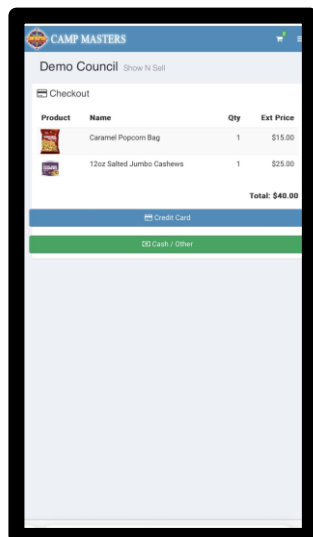 CAMP MASTERS
Demo Council Show N Sell
Checkout
Product Name Qty Ext Price
Caramel Popcorn Bag 1 $15.00
12oz Salted Jumbo Cashews 1 $25.00
Total: $40.00
Credit Card
Cash / Other